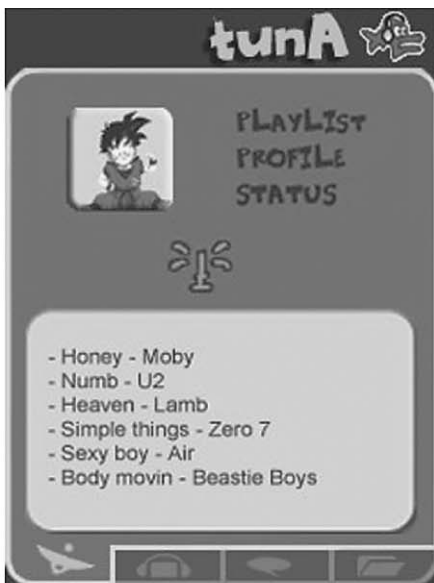 tunA
PLAYLIST
PROFILE
STATUS
- Honey - Moby
- Numb - U2
- Heaven - Lamb
- Simple things - Zero 7
- Sexy boy - Air
- Body movin - Beastie Boys